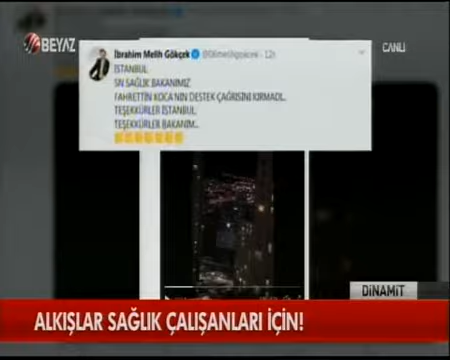 BEYAZ
CANLI
İbrahim Melih Gökçek
12h
İSTANBUL
SN SAĞLIK BAKANIMIZ
FAHRETTİN KOCA'NIN DESTEK ÇAĞRISINI KIRMADI..
TEŞEKKÜRLER İSTANBUL,
TEŞEKKÜRLER BAKANIM..
DİNAMİT
ALKIŞLAR SAĞLIK ÇALIŞANLARI İÇİN!